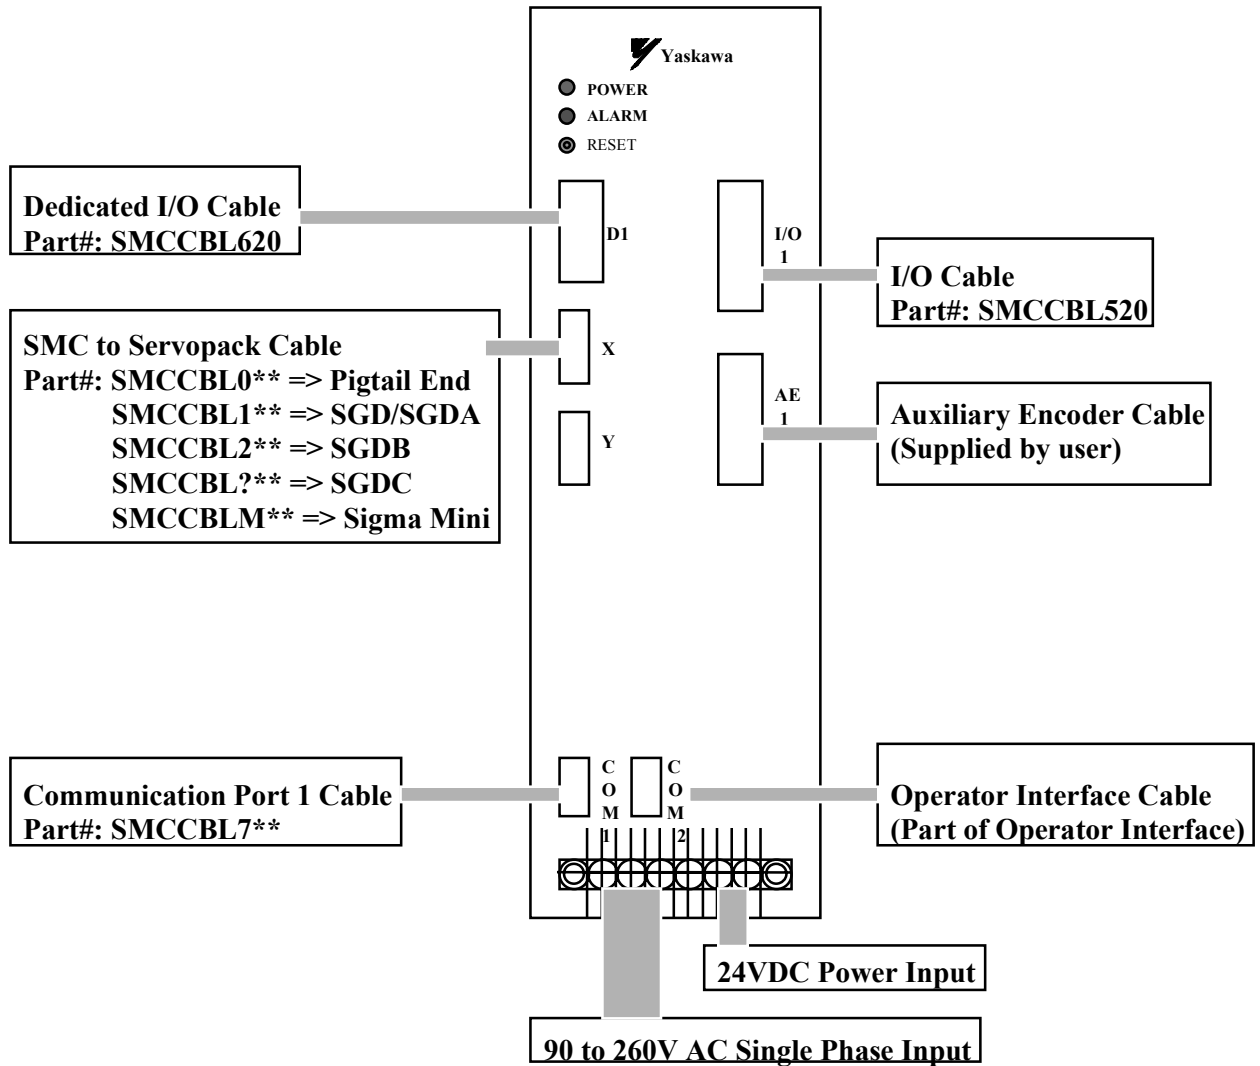 Yaskawa
POWER
ALARM
RESET
Dedicated I/O Cable
Part#: SMCCBL620
D1
I/O
1
I/O Cable
Part#: SMCCBL520
SMC to Servopack Cable
Part#: SMCCBL0** => Pigtail End
SMCCBL1** => SGD/SGDA
SMCCBL2** => SGDB
SMCCBL?** => SGDC
SMCCBLM** => Sigma Mini
X
Y
AE
1
Auxiliary Encoder Cable
(Supplied by user)
Communication Port 1 Cable
Part#: SMCCBL7**
C
O
M
1
C
O
M
2
Operator Interface Cable
(Part of Operator Interface)
24VDC Power Input
90 to 260V AC Single Phase Input